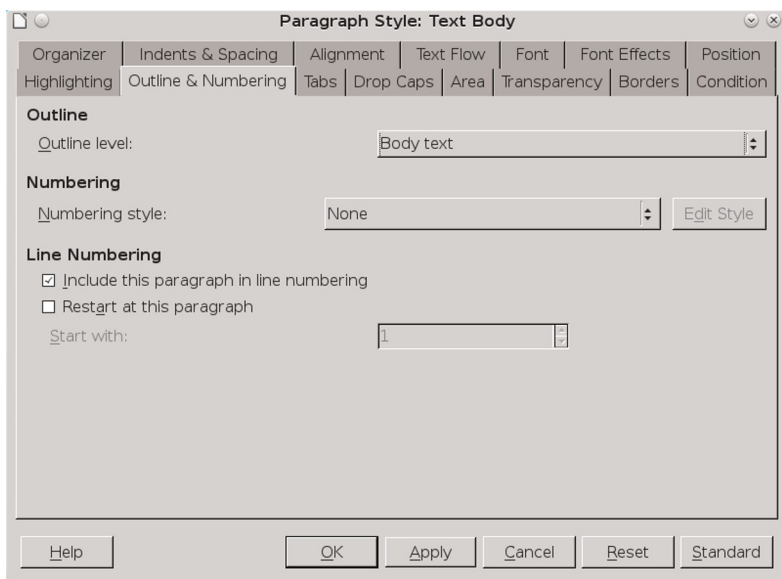 Paragraph Style: Text Body
Organizer Indents & Spacing Alignment Text Flow Font Font Effects Position
Highlighting Outline & Numbering Tabs Drop Caps Area Transparency Borders Condition
Outline
Outline level: Body text
Numbering
Numbering style: None Edit Style
Line Numbering
Include this paragraph in line numbering
Restart at this paragraph
Start with: 1
Help OK Apply Cancel Reset Standard